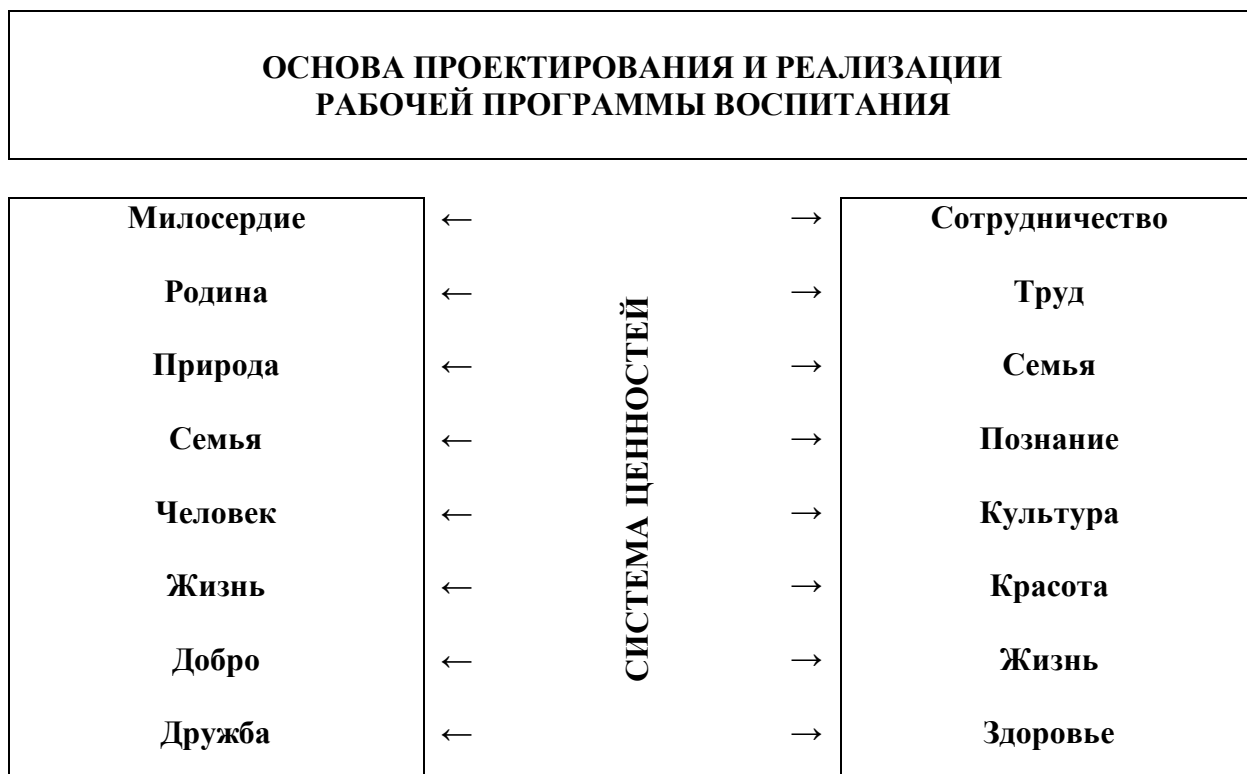 ОСНОВА ПРОЕКТИРОВАНИЯ И РЕАЛИЗАЦИИ
РАБОЧЕЙ ПРОГРАММЫ ВОСПИТАНИЯ
Милосердие ← → Сотрудничество
Родина ← → Труд
Природа ← → Семья
Семья ← → Познание
Человек ← → Культура
Жизнь ← → Красота
Добро ← → Жизнь
Дружба ← → Здоровье
СИСТЕМА ЦЕННОСТЕЙ